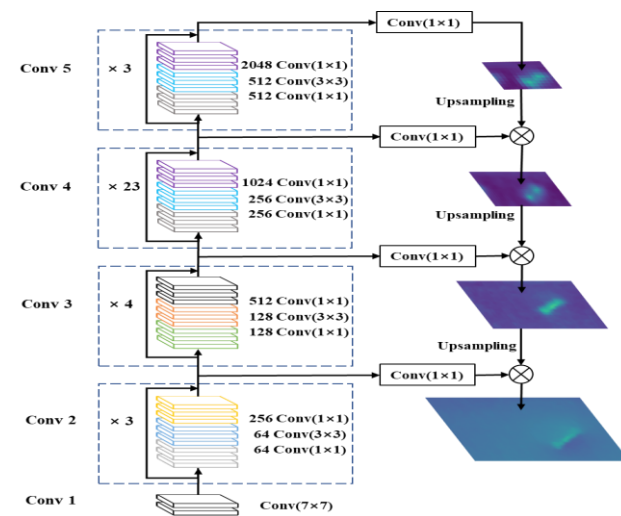 Conv(1×1)
Conv 5
× 3
2048 Conv(1×1)
512 Conv(3×3)
512 Conv(1×1)
Upsampling
Conv(1×1)
Conv 4
× 23
1024 Conv(1×1)
256 Conv(3×3)
256 Conv(1×1)
Upsampling
Conv(1×1)
Conv 3
× 4
512 Conv(1×1)
128 Conv(3×3)
128 Conv(1×1)
Upsampling
Conv(1×1)
Conv 2
× 3
256 Conv(1×1)
64 Conv(3×3)
64 Conv(1×1)
Conv 1
Conv(7×7)